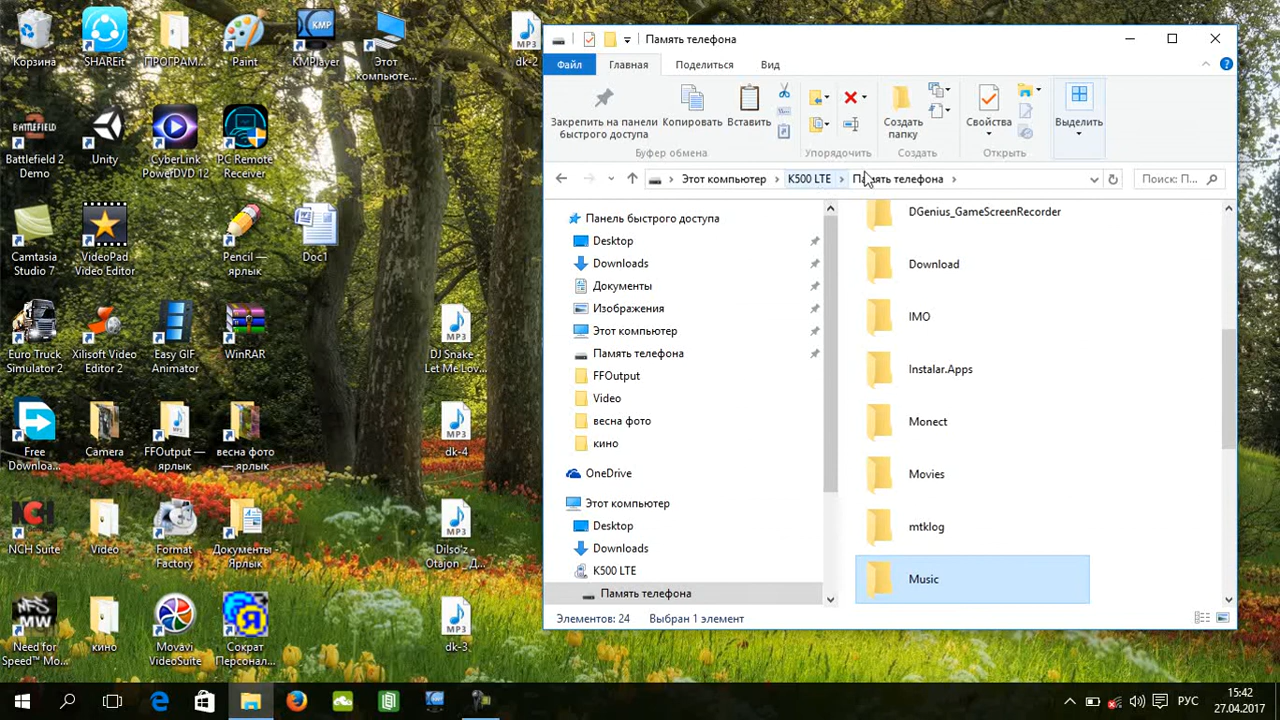 Корзина
SHAREit
ПРОГРАМ...
Paint
KMPlayer
Этот
компьюте...
dk-2
Battlefield 2
Demo
Unity
CyberLink
PowerDVD 12
PC Remote
Receiver
Camtasia
Studio 7
VideoPad
Video Editor
Pencil —
ярлык
Doc1
Euro Truck
Simulator 2
Xilisoft Video
Editor 2
Easy GIF
Animator
WinRAR
DJ Snake
Let Me Lov...
Free
Downloa...
Camera
FFOutput —
ярлык
весна фото
— ярлык
dk-4
NCH Suite
Video
Format
Factory
Документы -
Ярлык
Dilso'z -
Otajon _ Д...
Need for
Speed™ Mo...
кино
Movavi
VideoSuite
Сократ
Персонал...
dk-3
Память телефона
Файл
Главная
Поделиться
Вид
Закрепить на панели
быстрого доступа
Копировать
Вставить
Создать
папку
Свойства
Выделить
Буфер обмена
Упорядочить
Создать
Открыть
Этот компьютер
K500 LTE
Память телефона
Поиск: П...
Панель быстрого доступа
Desktop
Downloads
Документы
Изображения
Этот компьютер
Память телефона
FFOutput
Video
весна фото
кино
OneDrive
Этот компьютер
Desktop
Downloads
K500 LTE
Память телефона
DGenius_GameScreenRecorder
Download
IMO
Instalar.Apps
Monect
Movies
mtklog
Music
Элементов: 24
Выбран 1 элемент
РУС
15:42
27.04.2017